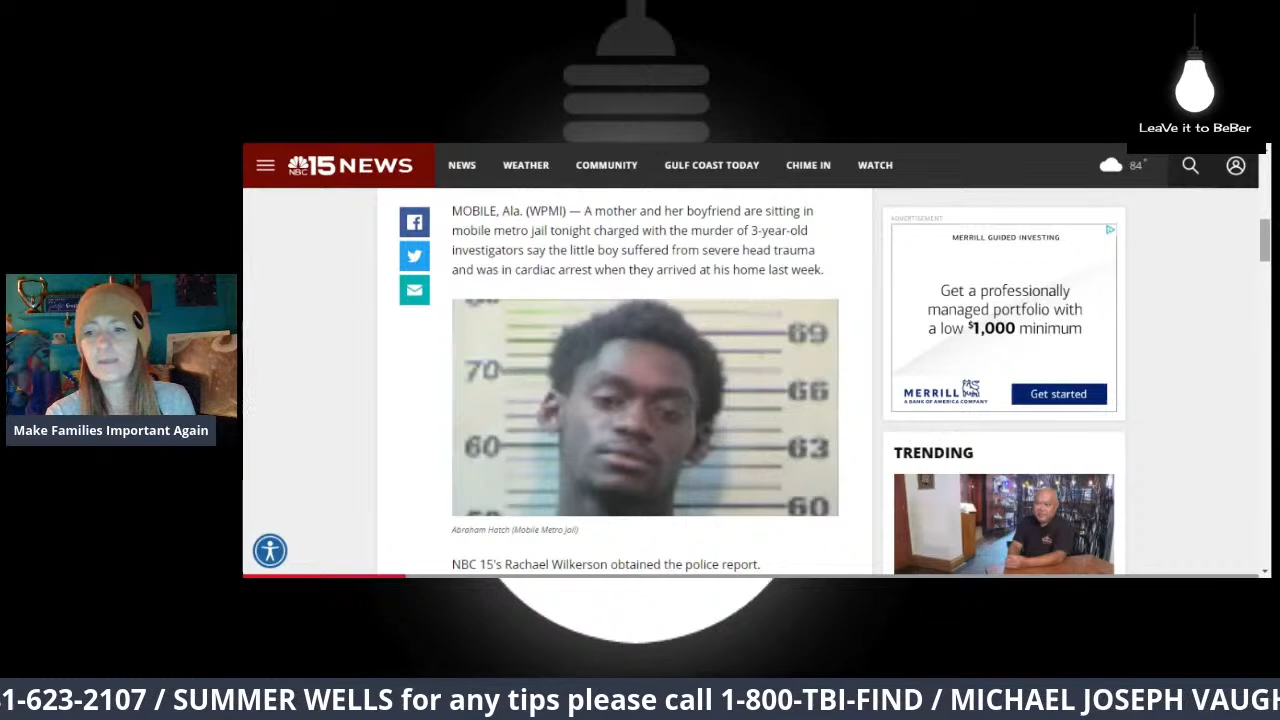 LeaVe it to BeBer
NBC 15 NEWS
NEWS WEATHER COMMUNITY GULF COAST TODAY CHIME IN WATCH
84°
MOBILE, Ala. (WPMI) — A mother and her boyfriend are sitting in
mobile metro jail tonight charged with the murder of 3-year-old
investigators say the little boy suffered from severe head trauma
and was in cardiac arrest when they arrived at his home last week.
69
70
66
60
63
60
Abraham Hatch (Mobile Metro Jail)
NBC 15's Rachael Wilkerson obtained the police report.
ADVERTISEMENT
MERRILL GUIDED INVESTING
Get a professionally
managed portfolio with
a low $1,000 minimum
MERRILL
A BANK OF AMERICA COMPANY
Get started
TRENDING
Make Families Important Again
1-623-2107 / SUMMER WELLS for any tips please call 1-800-TBI-FIND / MICHAEL JOSEPH VAUGH